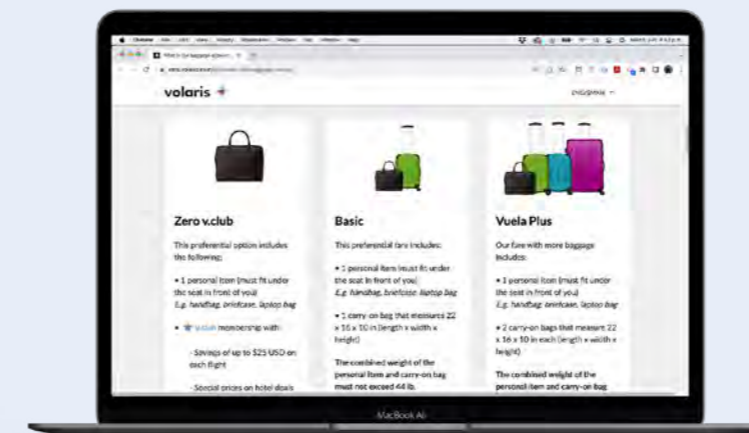 volaris
Zero v.club
This preferential option includes
the following:
• 1 personal item (must fit under
the seat in front of you)
E.g. handbag, briefcase, laptop bag
• v.club membership with:
- Savings of up to $25 USD on
each flight
- Special prices on hotel deals
Basic
This preferential fare includes:
• 1 personal item (must fit under
the seat in front of you)
E.g. handbag, briefcase, laptop bag
• 1 carry-on bag that measures 22
x 16 x 10 in (length x width x
height)
The combined weight of the
personal item and carry-on bag
must not exceed 44 lb.
Vuela Plus
Our fare with more baggage
includes:
• 1 personal item (must fit under
the seat in front of you)
E.g. handbag, briefcase, laptop bag
• 2 carry-on bags that measure 22
x 16 x 10 in each (length x width x
height)
The combined weight of the
personal item and carry-on bag
MacBook Air